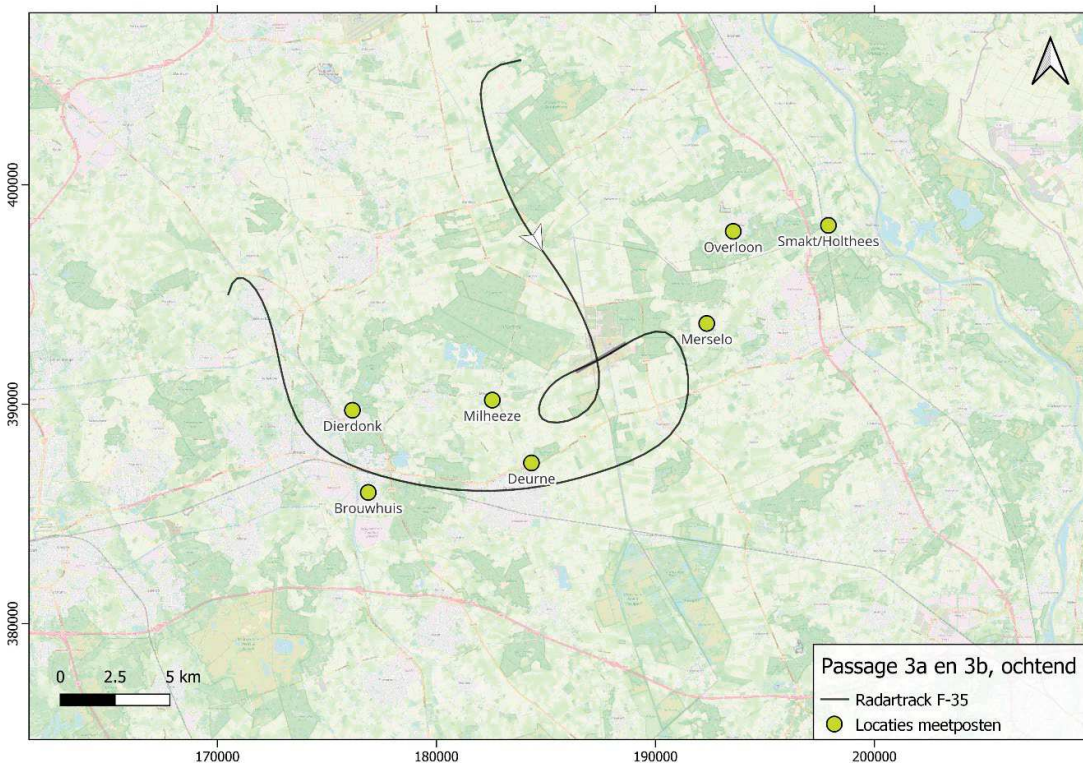 400000
390000
380000
Overloon
Smakt/Holthees
Merselo
Milheeze
Dierdonk
Deurne
Brouwhuis
0 2.5 5 km
Passage 3a en 3b, ochtend
Radartrack F-35
Locaties meetposten
170000 180000 190000 200000